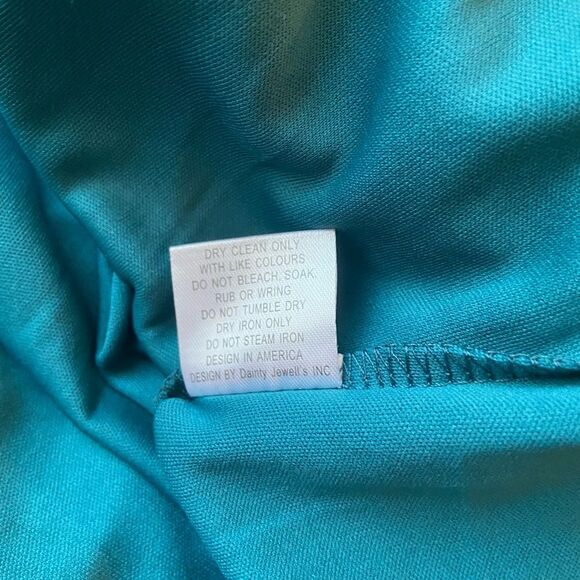 DRY CLEAN ONLY
WITH LIKE COLOURS
DO NOT BLEACH, SOAK,
RUB OR WRING
DO NOT TUMBLE DRY
DRY IRON ONLY
DO NOT STEAM IRON
DESIGN IN AMERICA
DESIGN BY Dainty Jewell's INC